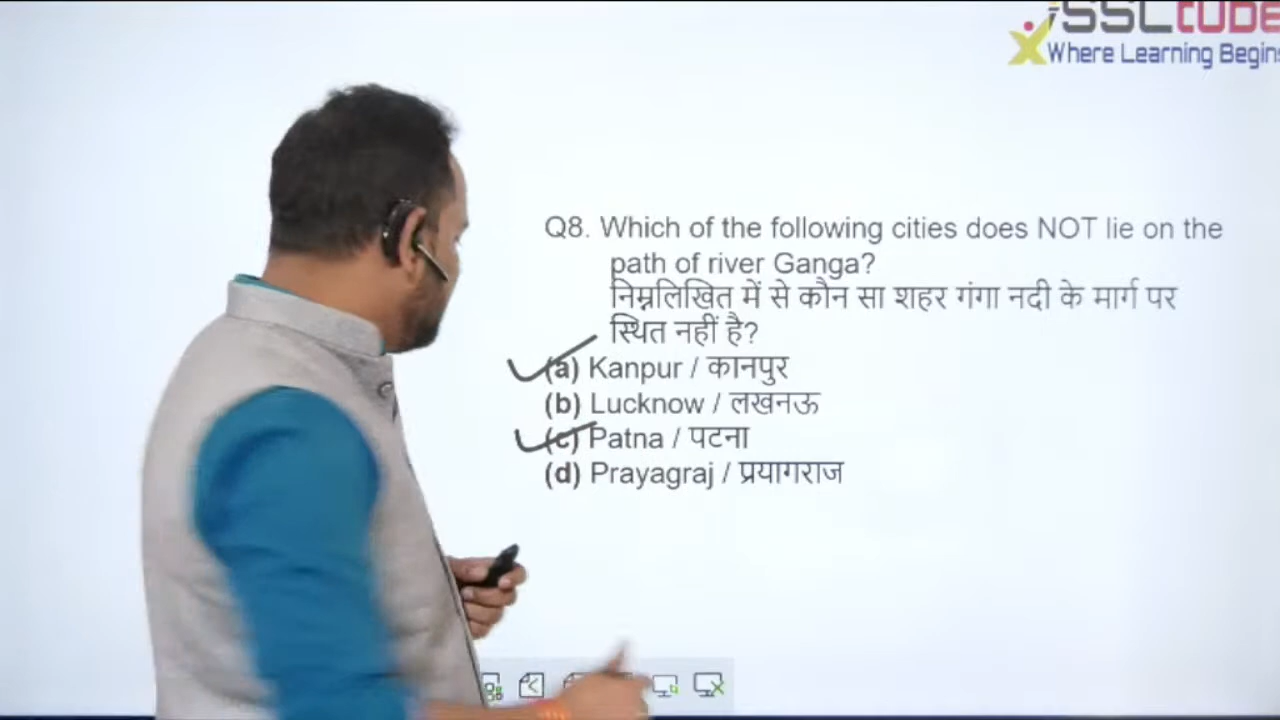 SSLtube
Where Learning Begins
Q8. Which of the following cities does NOT lie on the
path of river Ganga?
निम्नलिखित में से कौन सा शहर गंगा नदी के मार्ग पर
स्थित नहीं है?
(a) Kanpur / कानपुर
(b) Lucknow / लखनऊ
(c) Patna / पटना
(d) Prayagraj / प्रयागराज